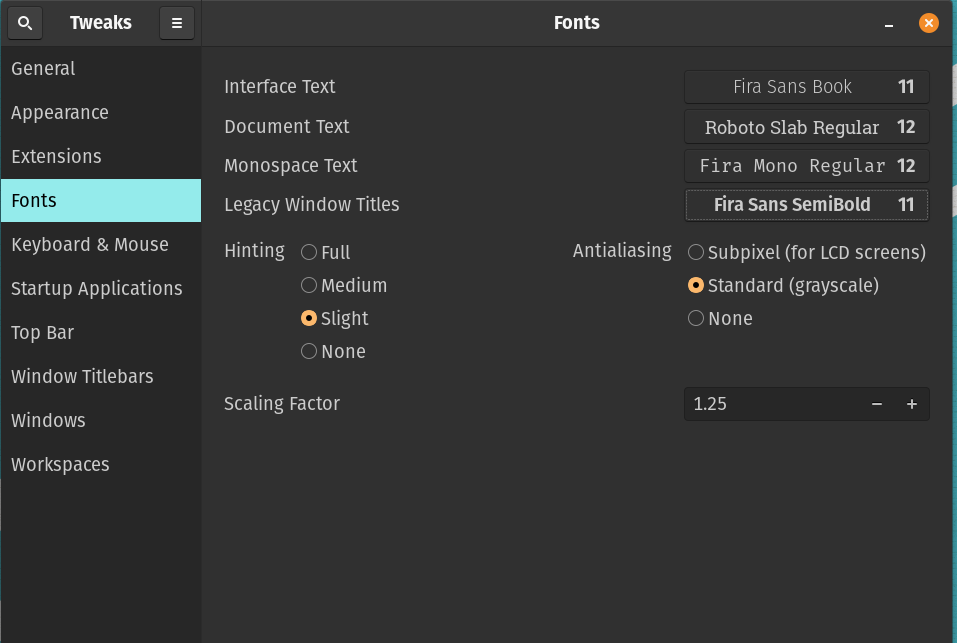 Tweaks
Fonts
General
Appearance
Extensions
Fonts
Keyboard & Mouse
Startup Applications
Top Bar
Window Titlebars
Windows
Workspaces
Interface Text Fira Sans Book 11
Document Text Roboto Slab Regular 12
Monospace Text Fira Mono Regular 12
Legacy Window Titles Fira Sans SemiBold 11
Hinting Full
Medium
Slight
None
Antialiasing Subpixel (for LCD screens)
Standard (grayscale)
None
Scaling Factor 1.25 − +